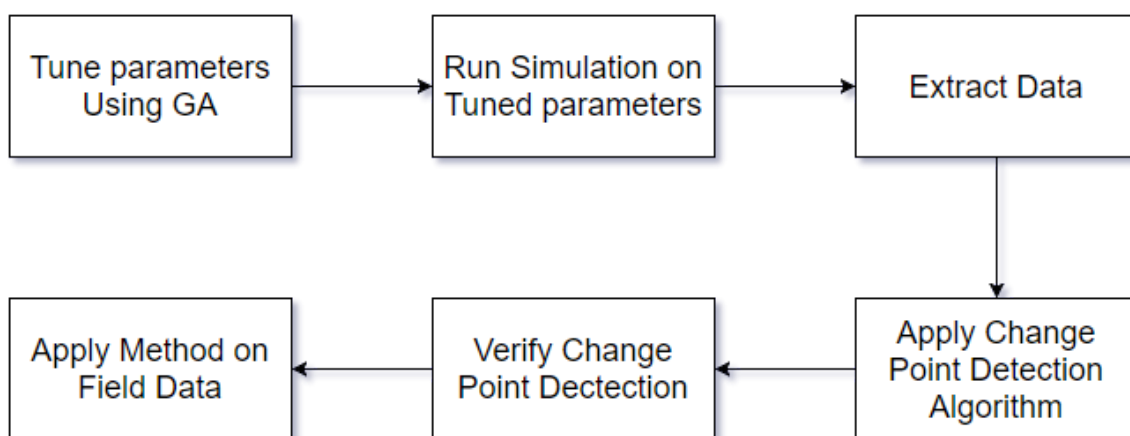 Tune parameters
Using GA
Run Simulation on
Tuned parameters
Extract Data
Apply Change
Point Detection
Algorithm
Verify Change
Point Dectection
Apply Method on
Field Data